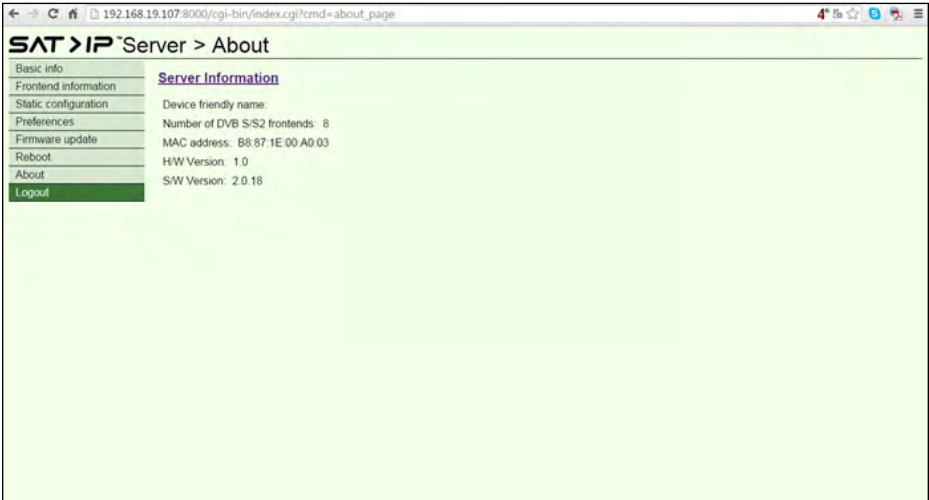 192.168.19.107:8000/cgi-bin/index.cgi?cmd=about_page
4°
SAT>IP™Server > About
Basic info
Frontend information
Static configuration
Preferences
Firmware update
Reboot
About
Logout
Server Information
Device friendly name:
Number of DVB S/S2 frontends: 8
MAC address: B8:87:1E:00:A0:03
H/W Version: 1.0
S/W Version: 2.0.18